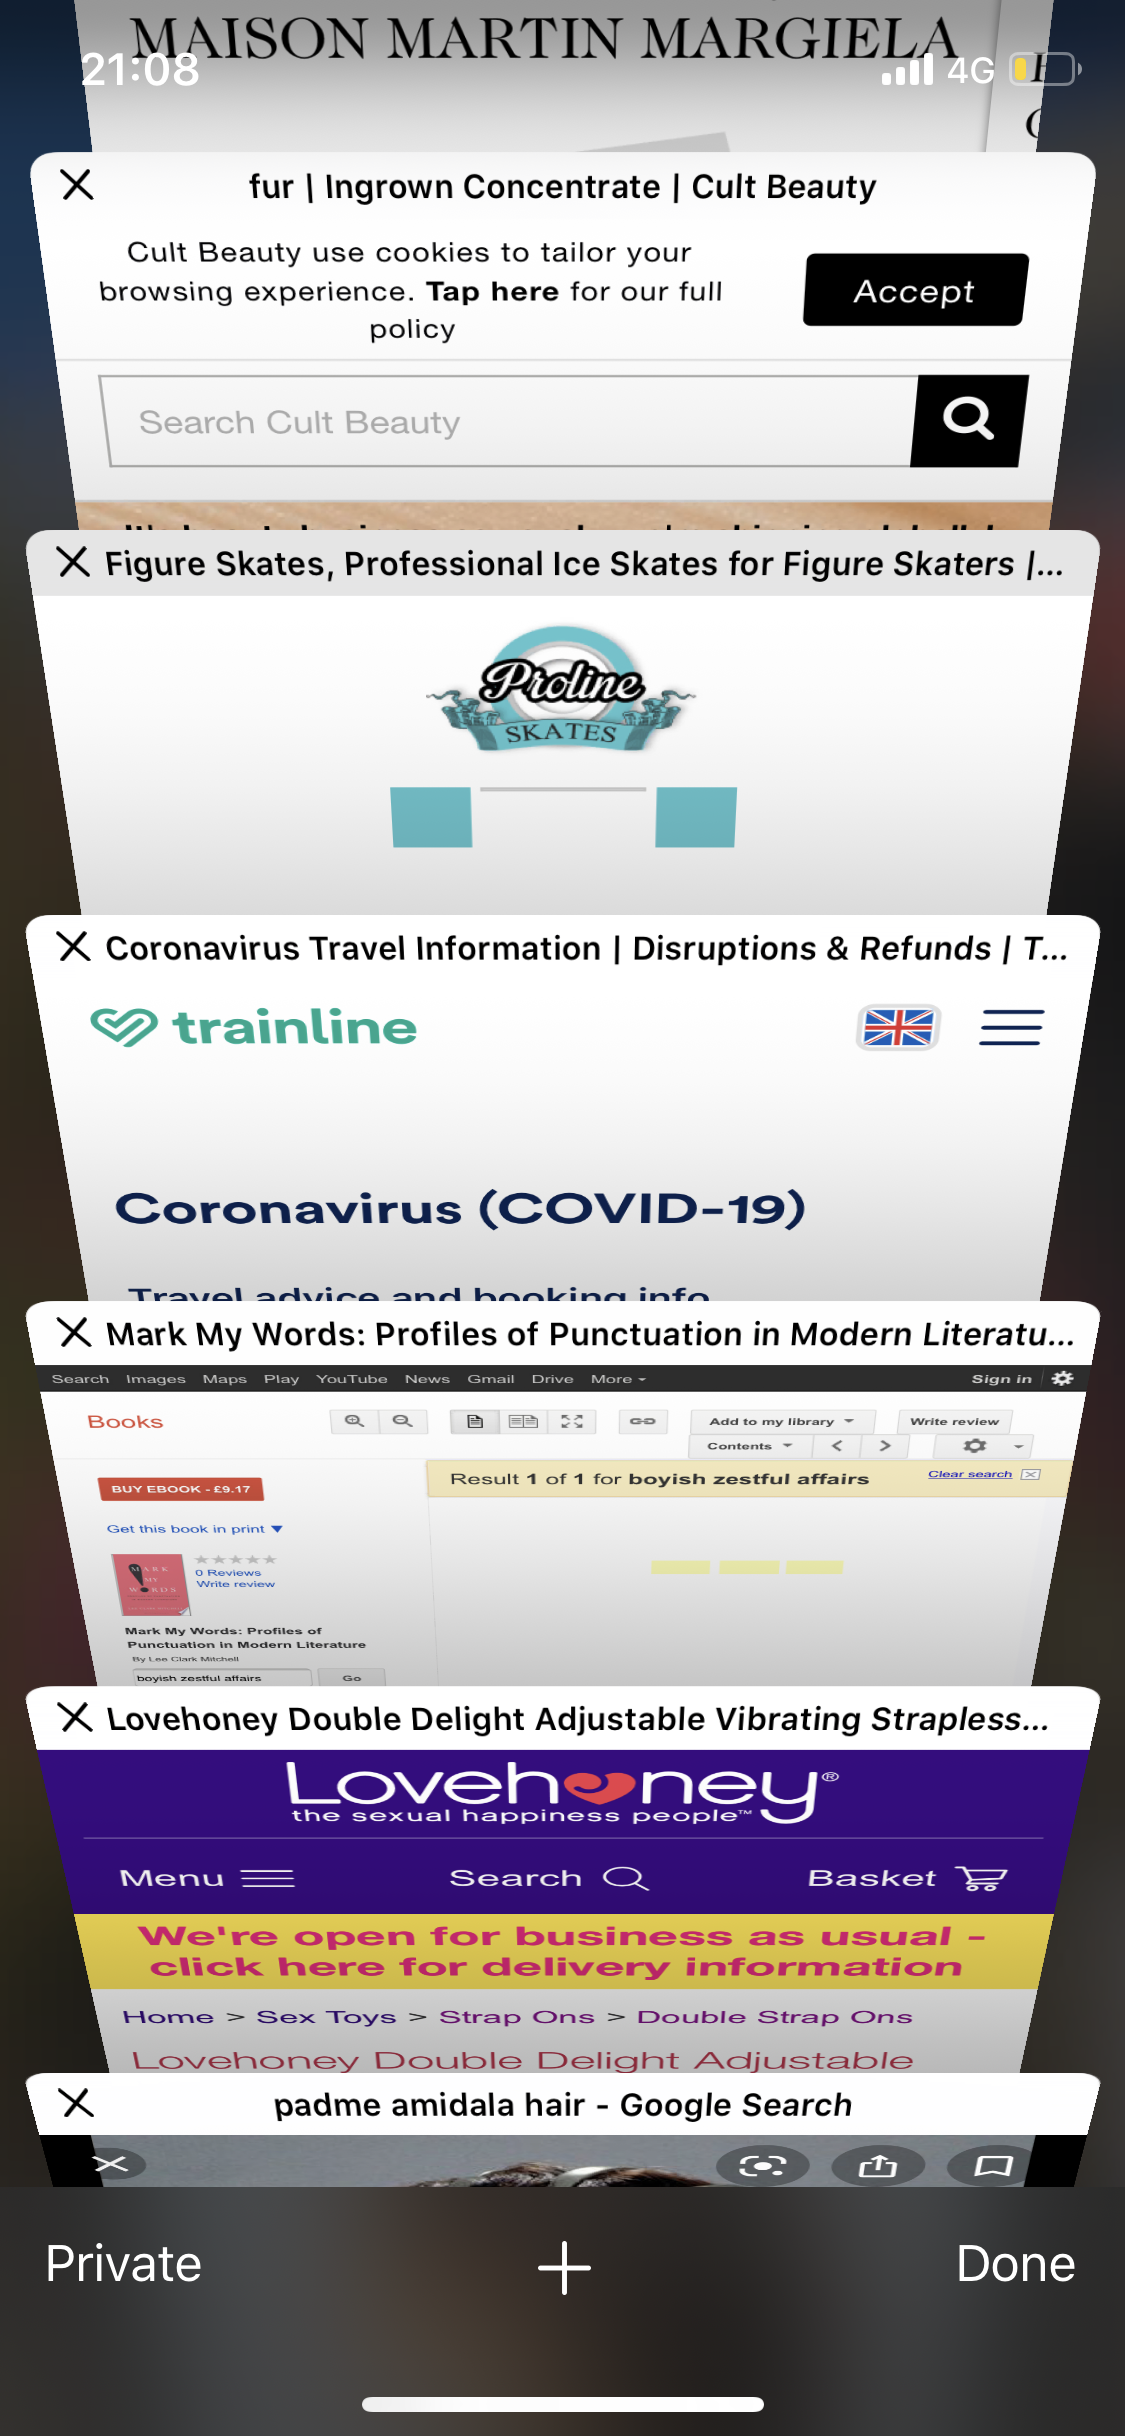 MAISON MARTIN MARGIELA
21:08
4G
fur | Ingrown Concentrate | Cult Beauty
Cult Beauty use cookies to tailor your
browsing experience. Tap here for our full
policy
Accept
Search Cult Beauty
Figure Skates, Professional Ice Skates for Figure Skaters |...
Proline
SKATES
Coronavirus Travel Information | Disruptions & Refunds | T...
trainline
Coronavirus (COVID-19)
Travel advice and booking info
Mark My Words: Profiles of Punctuation in Modern Literatu...
Search Images Maps Play YouTube News Gmail Drive More
Sign in
Books
Add to my library
Write review
Contents
BUY EBOOK - £9.17
Result 1 of 1 for boyish zestful affairs
Clear search
Get this book in print
MARK
MY
WORDS
0 Reviews
Write review
Mark My Words: Profiles of
Punctuation in Modern Literature
By Lee Clark Mitchell
boyish zestful affairs
Go
Lovehoney Double Delight Adjustable Vibrating Strapless...
Lovehoney®
the sexual happiness people™
Menu
Search
Basket
We're open for business as usual -
click here for delivery information
Home > Sex Toys > Strap Ons > Double Strap Ons
Lovehoney Double Delight Adjustable
padme amidala hair - Google Search
Private
Done